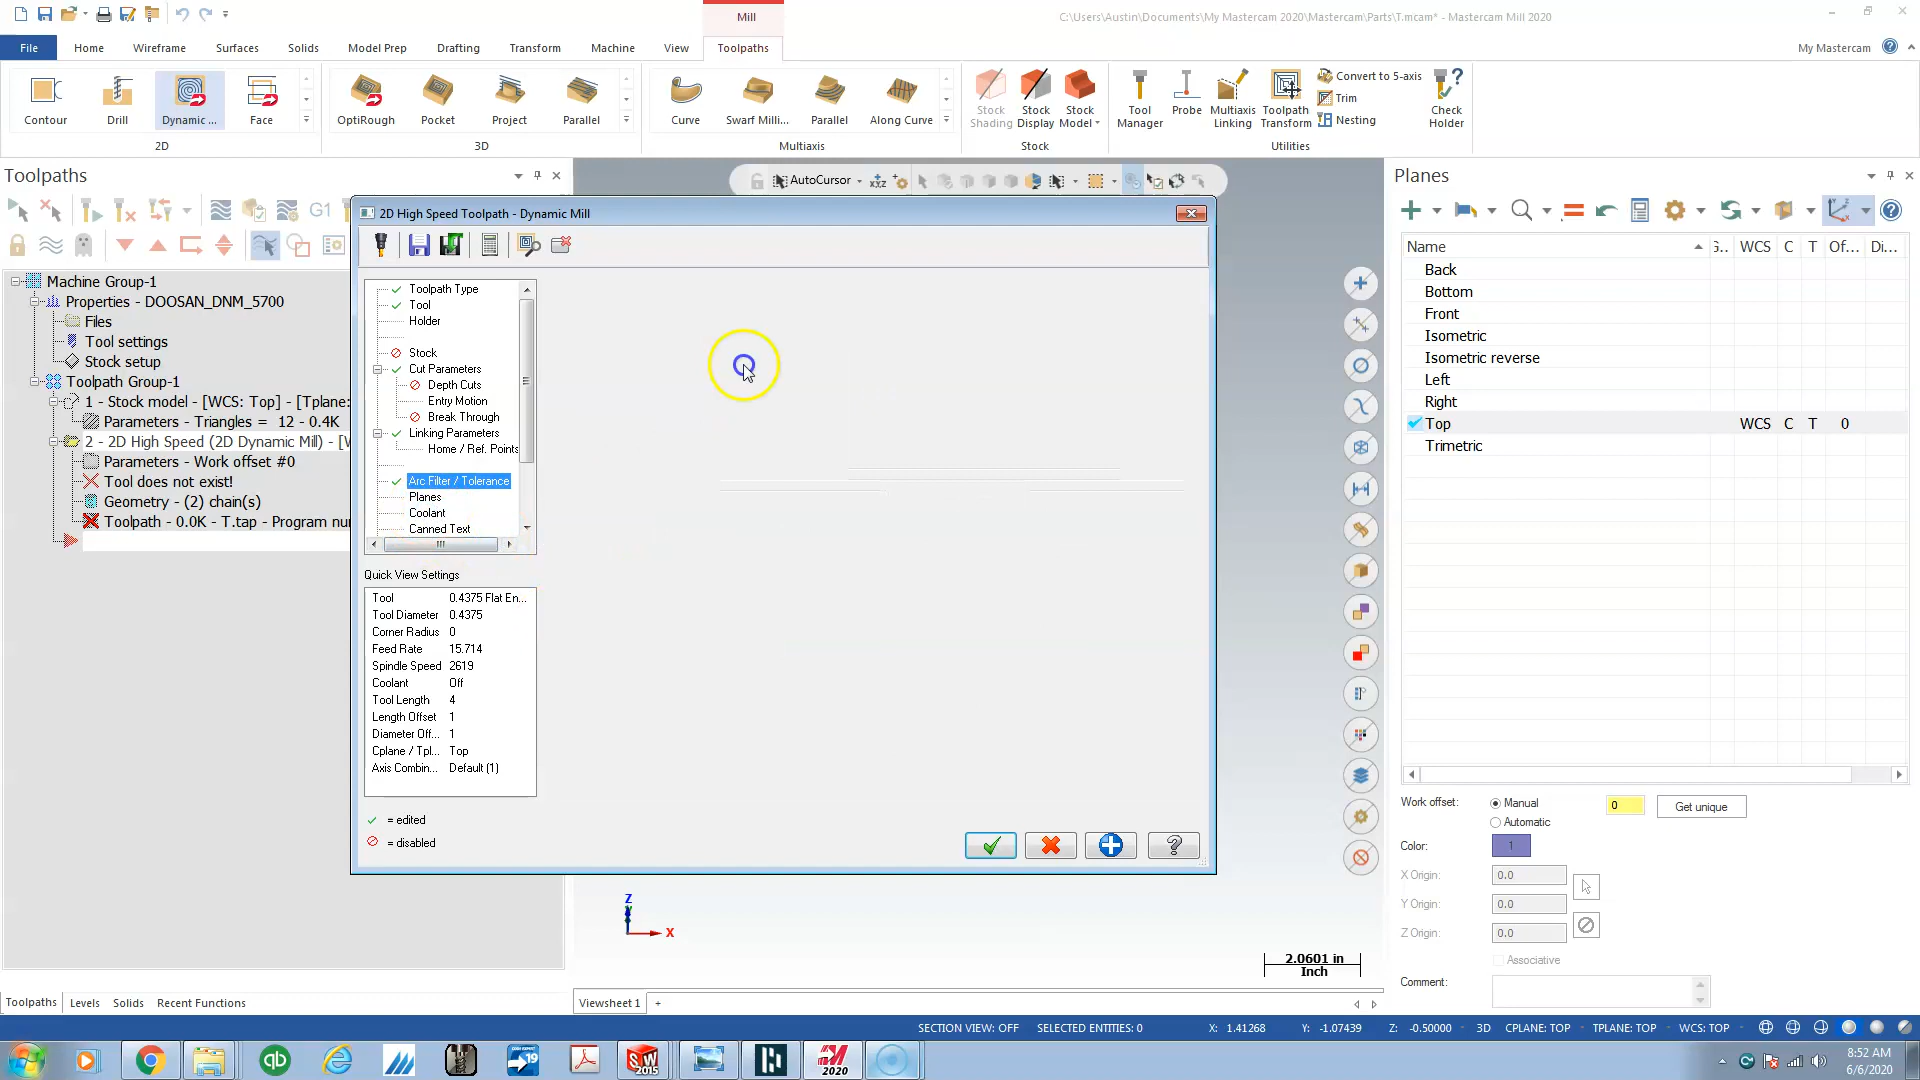 Mill
C:\Users\Austin\Documents\My Mastercam 2020\Mastercam\Parts\T.mcam* - Mastercam Mill 2020
File Home Wireframe Surfaces Solids Model Prep Drafting Transform Machine View Toolpaths My Mastercam
Contour Drill Dynamic ... Face
2D
OptiRough Pocket Project Parallel
3D
Curve Swarf Milli... Parallel Along Curve
Multiaxis
Stock Shading Stock Display Stock Model
Stock
Tool Manager Probe Multiaxis Linking Toolpath Transform
Convert to 5-axis
Trim
Nesting
Check Holder
Utilities
Toolpaths
AutoCursor
Planes
G1
Machine Group-1
Properties - DOOSAN_DNM_5700
Files
Tool settings
Stock setup
Toolpath Group-1
1 - Stock model - [WCS: Top] - [Tplane:
Parameters - Triangles = 12 - 0.4K
2 - 2D High Speed (2D Dynamic Mill) - [W
Parameters - Work offset #0
Tool does not exist!
Geometry - (2) chain(s)
Toolpath - 0.0K - T.tap - Program nu
2D High Speed Toolpath - Dynamic Mill
Toolpath Type
Tool
Holder
Stock
Cut Parameters
Depth Cuts
Entry Motion
Break Through
Linking Parameters
Home / Ref. Points
Arc Filter / Tolerance
Planes
Coolant
Canned Text
Quick View Settings
Tool 0.4375 Flat En...
Tool Diameter 0.4375
Corner Radius 0
Feed Rate 15.714
Spindle Speed 2619
Coolant Off
Tool Length 4
Length Offset 1
Diameter Off... 1
Cplane / Tpl... Top
Axis Combin... Default (1)
= edited
= disabled
Name G.. WCS C T Of... Di...
Back
Bottom
Front
Isometric
Isometric reverse
Left
Right
Top WCS C T 0
Trimetric
Work offset: Manual 0 Get unique
Automatic
Color: 1
X Origin: 0.0
Y Origin: 0.0
Z Origin: 0.0
Associative
Comment:
Z
X
2.0601 in
Inch
Toolpaths Levels Solids Recent Functions
Viewsheet 1 +
SECTION VIEW: OFF SELECTED ENTITIES: 0 X: 1.41268 Y: -1.07439 Z: -0.50000 3D CPLANE: TOP TPLANE: TOP WCS: TOP
8:52 AM
6/6/2020
qb
19
SW
2015
2020